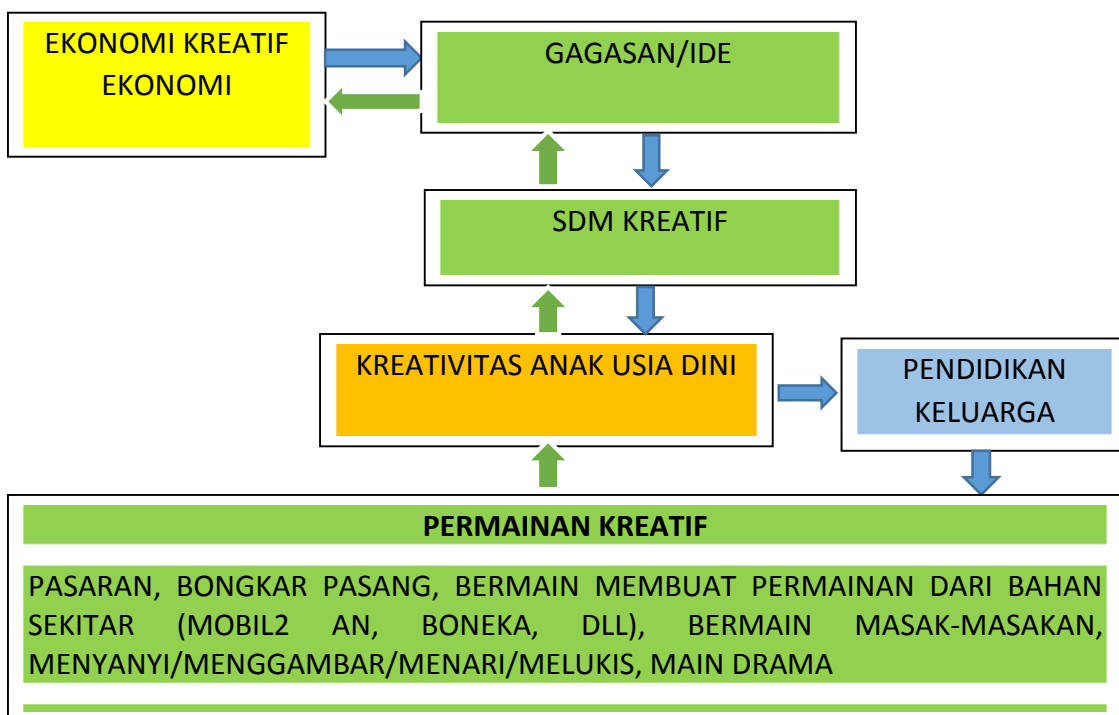 EKONOMI KREATIF
EKONOMI
GAGASAN/IDE
SDM KREATIF
KREATIVITAS ANAK USIA DINI
PENDIDIKAN
KELUARGA
PERMAINAN KREATIF
PASARAN, BONGKAR PASANG, BERMAIN MEMBUAT PERMAINAN DARI BAHAN
SEKITAR (MOBIL2 AN, BONEKA, DLL), BERMAIN MASAK-MASAKAN,
MENYANYI/MENGGAMBAR/MENARI/MELUKIS, MAIN DRAMA